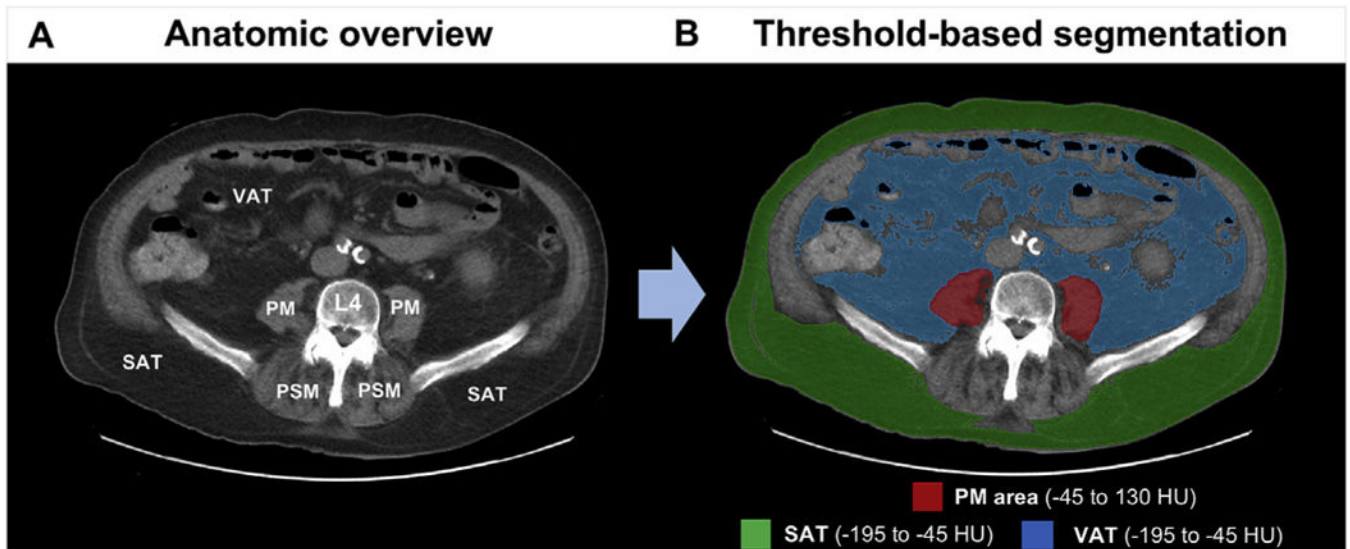 A Anatomic overview
B Threshold-based segmentation
VAT
PM L4 PM
SAT
PSM PSM SAT
PM area (-45 to 130 HU)
SAT (-195 to -45 HU) VAT (-195 to -45 HU)